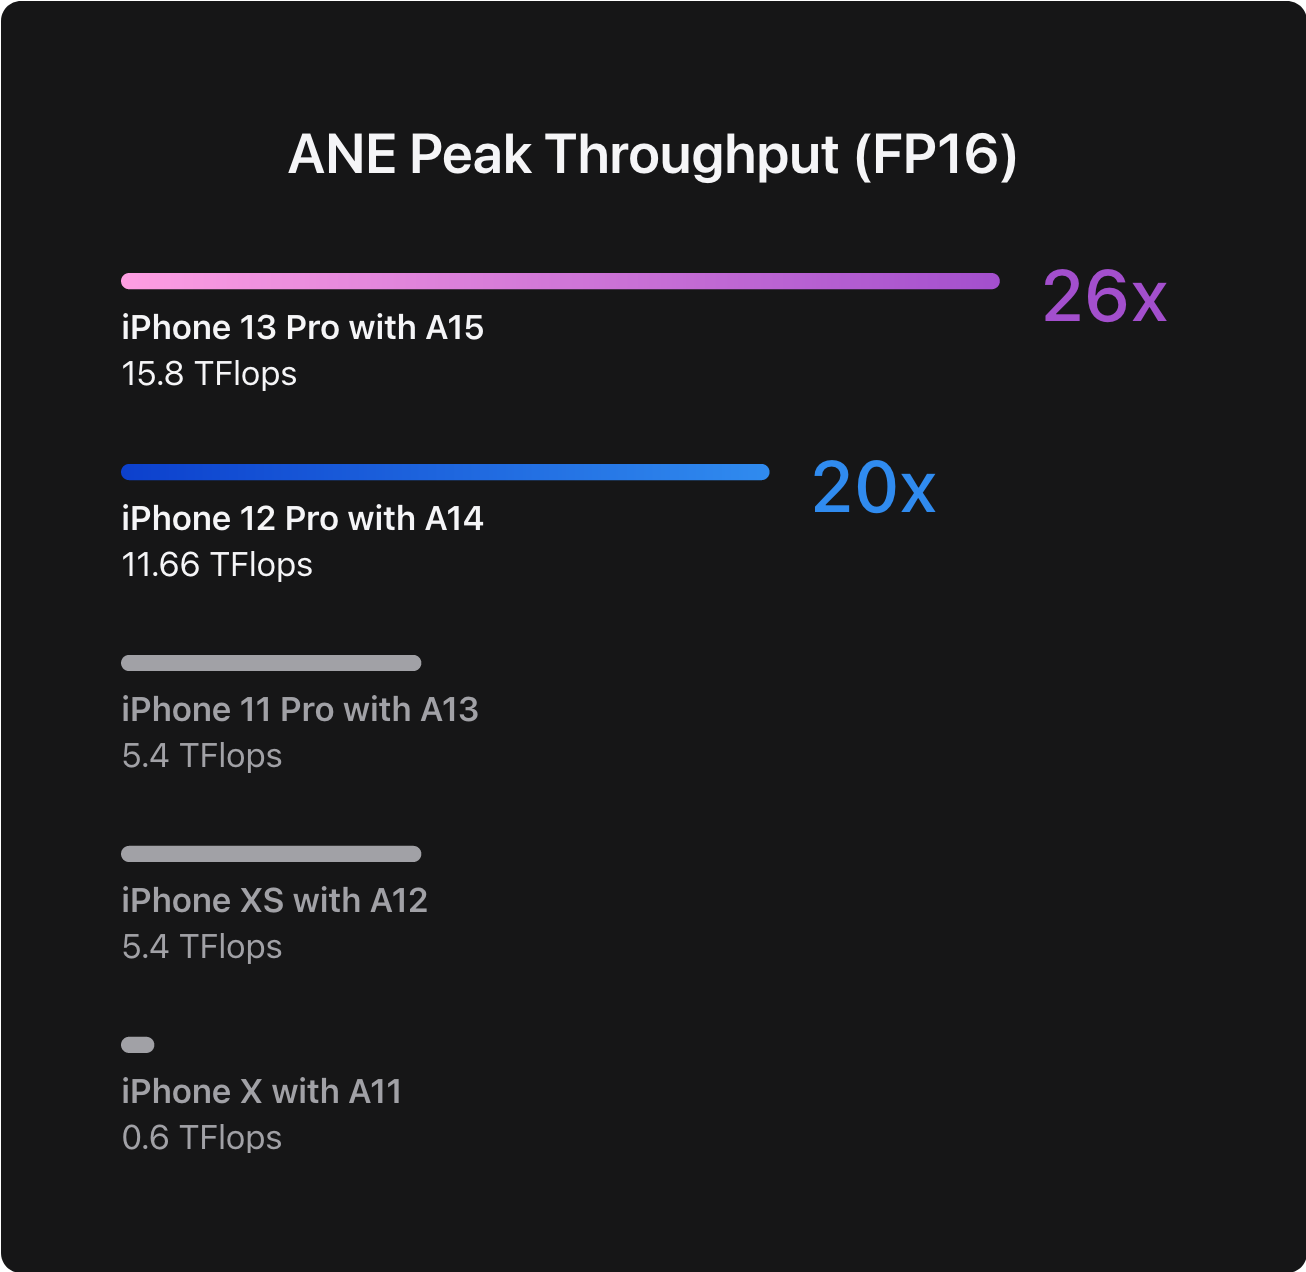 ANE Peak Throughput (FP16)
26x
iPhone 13 Pro with A15
15.8 TFlops
20x
iPhone 12 Pro with A14
11.66 TFlops
iPhone 11 Pro with A13
5.4 TFlops
iPhone XS with A12
5.4 TFlops
iPhone X with A11
0.6 TFlops